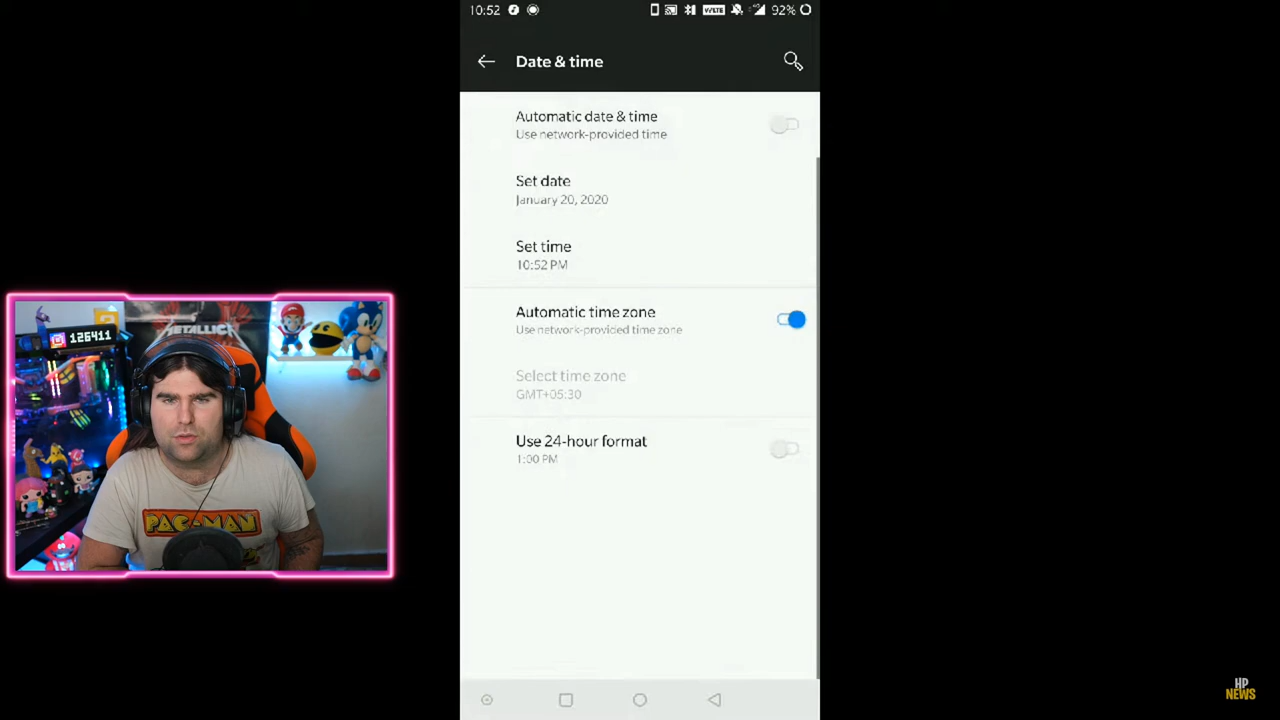 10:52
VoLTE
4G
92%
Date & time
Automatic date & time
Use network-provided time
Set date
January 20, 2020
Set time
10:52 PM
Automatic time zone
Use network-provided time zone
Select time zone
GMT+05:30
Use 24-hour format
1:00 PM
126411
METALLICA
PAC-MAN
HP
NEWS